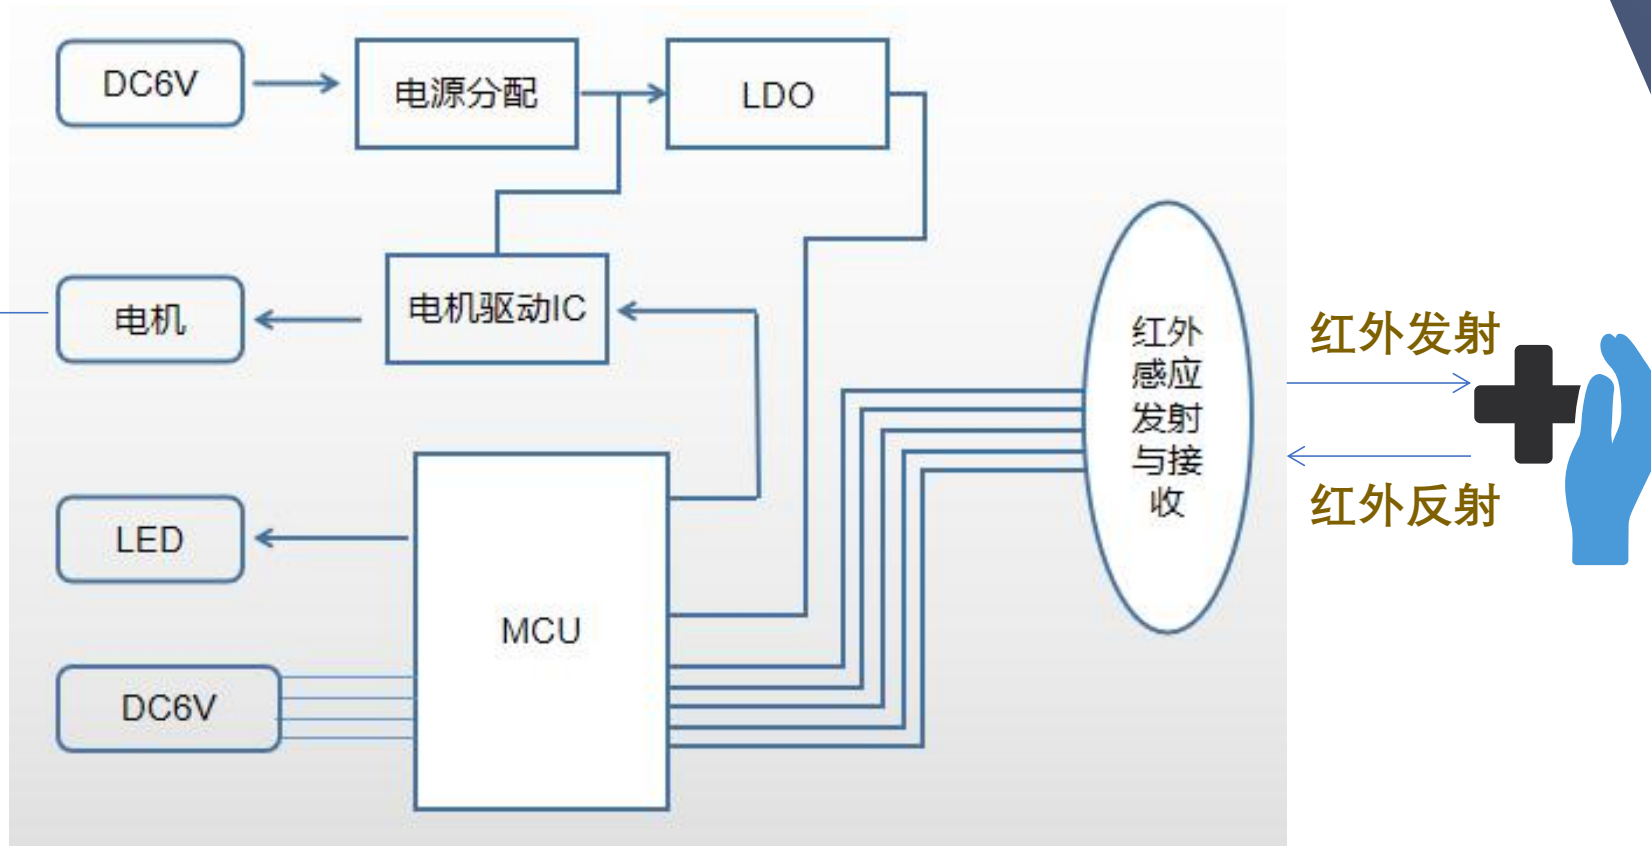 DC6V
电源分配
LDO
电机
电机驱动IC
红外
感应
发射
与接
收
红外发射
红外反射
LED
MCU
DC6V